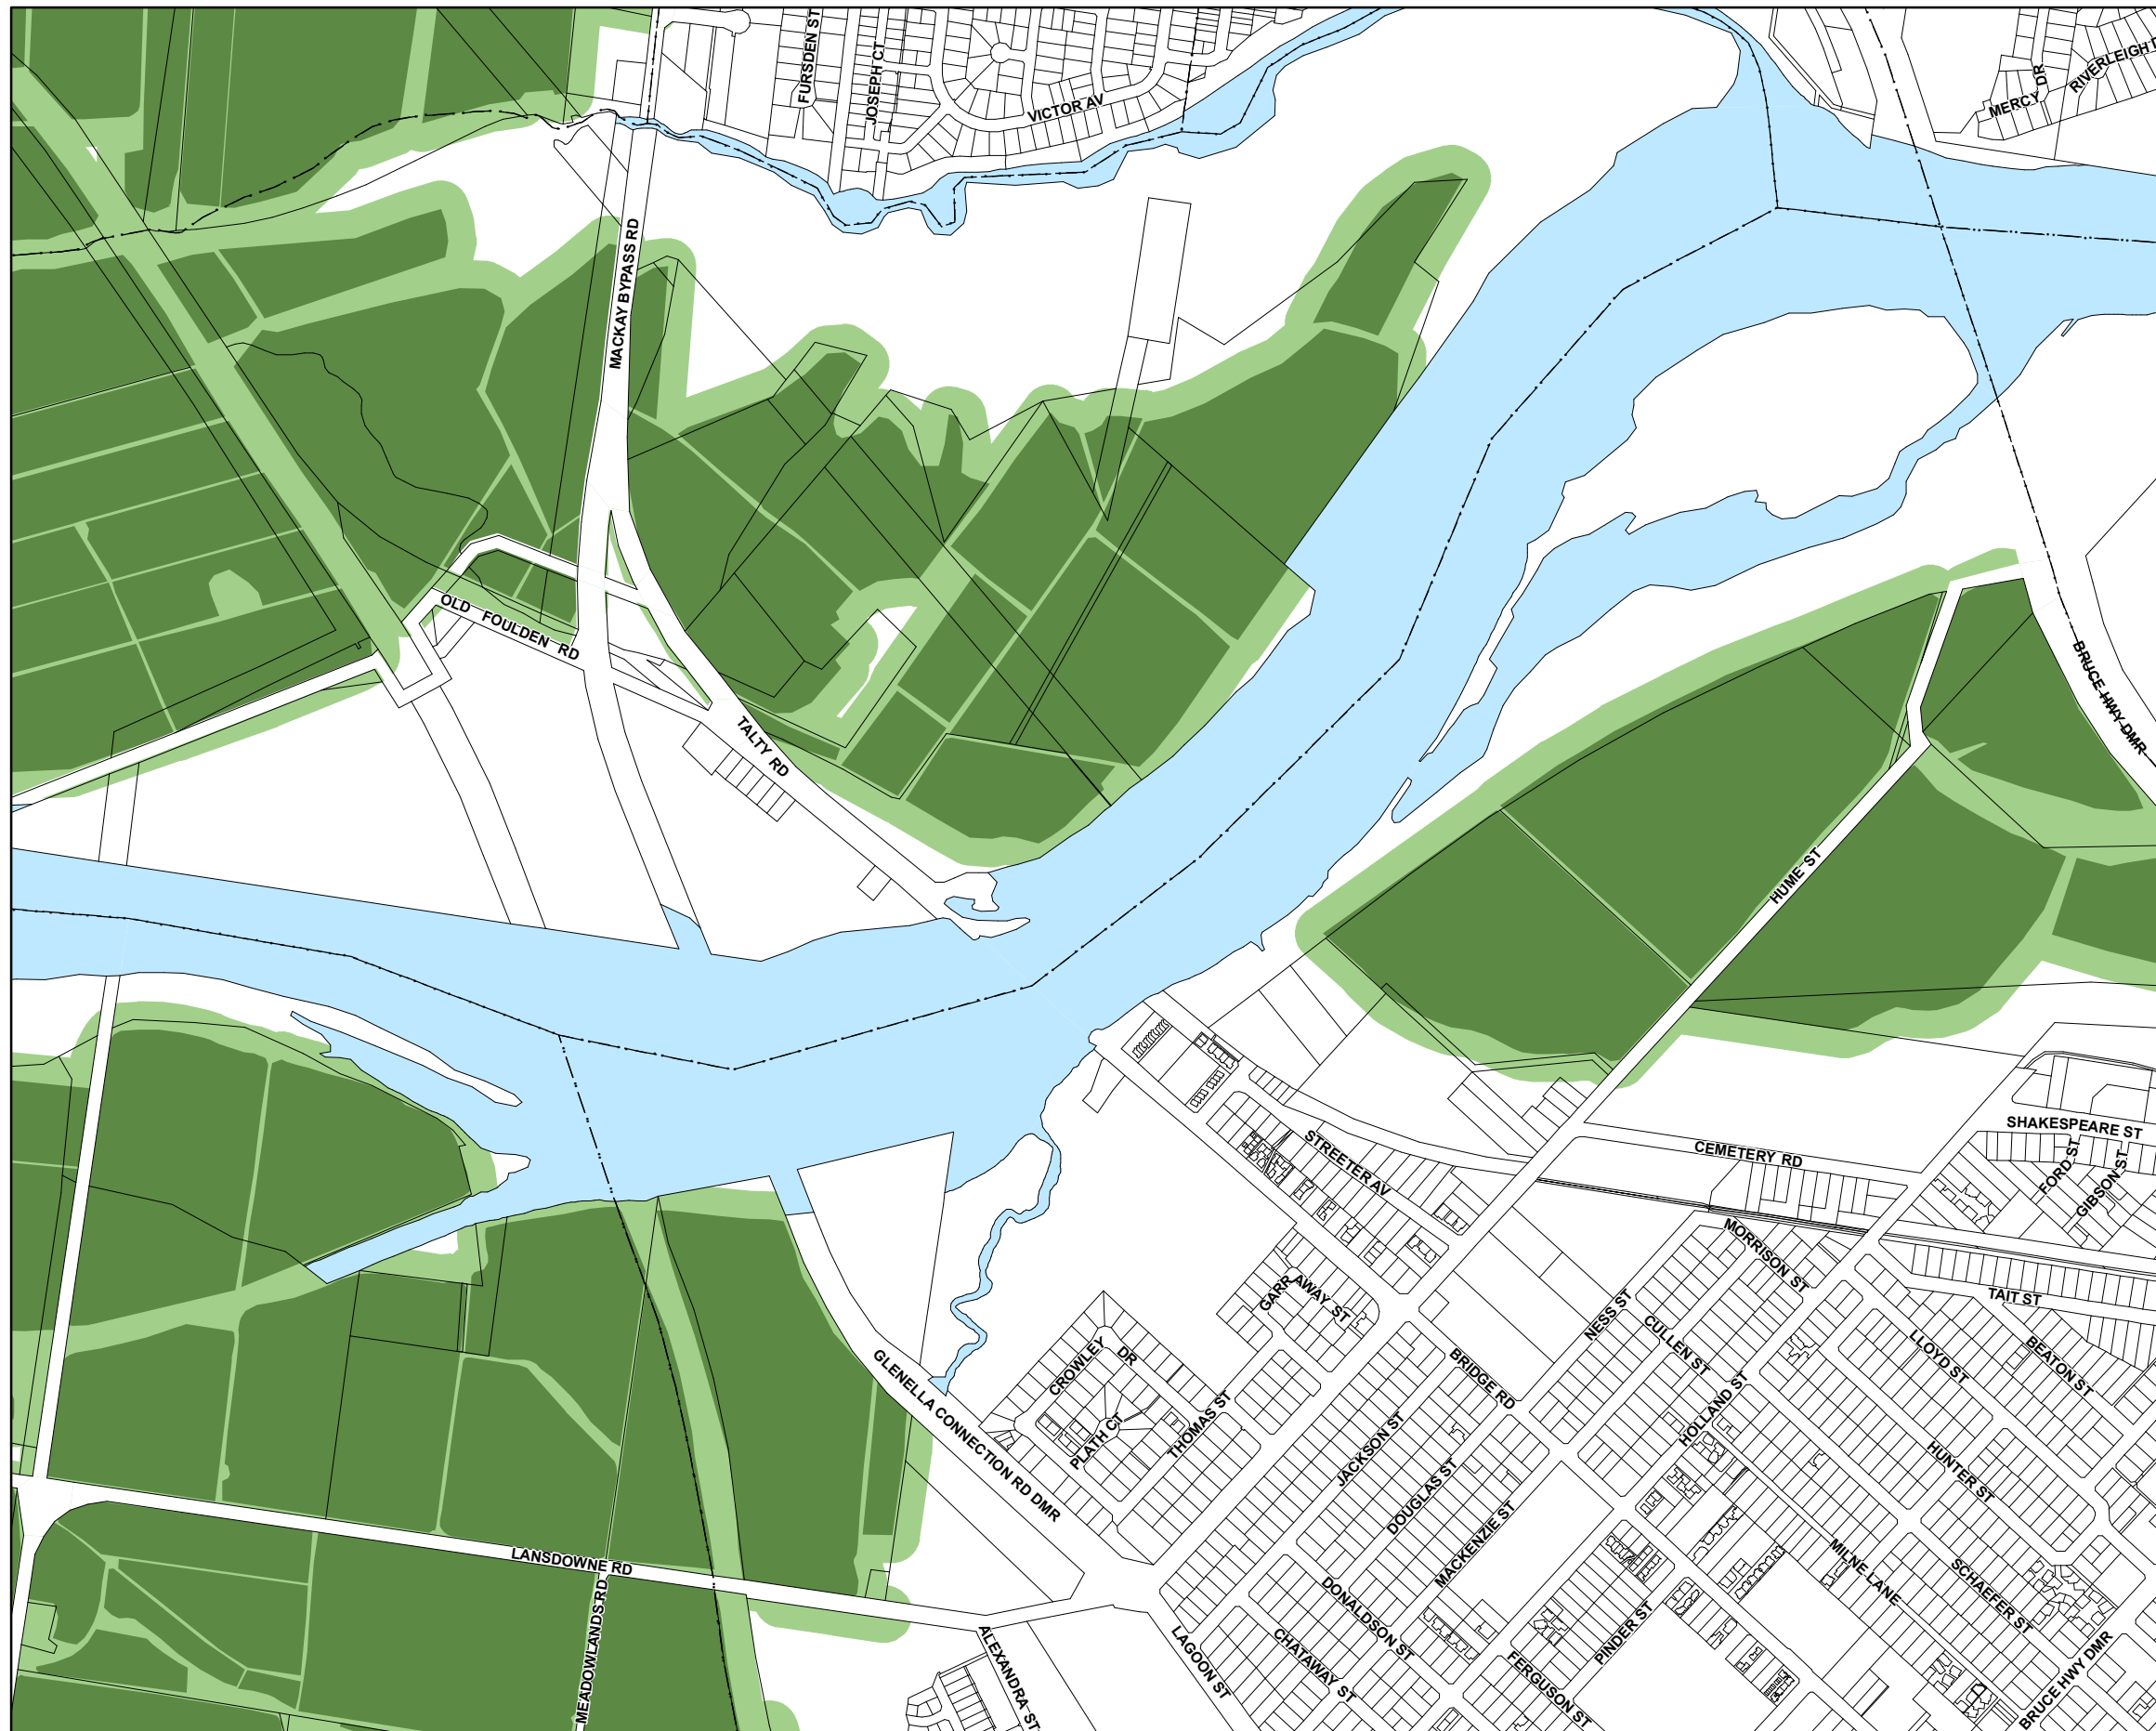 FURSDEN ST
JOSEPH CT
VICTOR AV
MERCY DR
RIVERLEIGH
MACKAY BYPASS RD
OLD FOULDEN RD
TALTY RD
BRUCE HWY DMR
HUME ST
SHAKESPEARE ST
CEMETERY RD
FORD ST
GIBSON ST
STREETER AV
MORRISON ST
TAIT ST
GARRAWAY ST
NESS ST
CULLEN ST
LLOYD ST
BEATON ST
CROWLEY DR
BRIDGE RD
GLENELLA CONNECTION RD DMR
PLATH CT
THOMAS ST
JACKSON ST
HOLLAND ST
HUNTER ST
DOUGLAS ST
MACKENZIE ST
LANSDOWNE RD
MEADOWLANDS RD
MILNE LANE
SCHAEFER ST
DONALDSON ST
PINDER ST
ALEXANDRA ST
LAGOON ST
CHATAWAY ST
FERGUSON ST
BRUCE HWY DMR